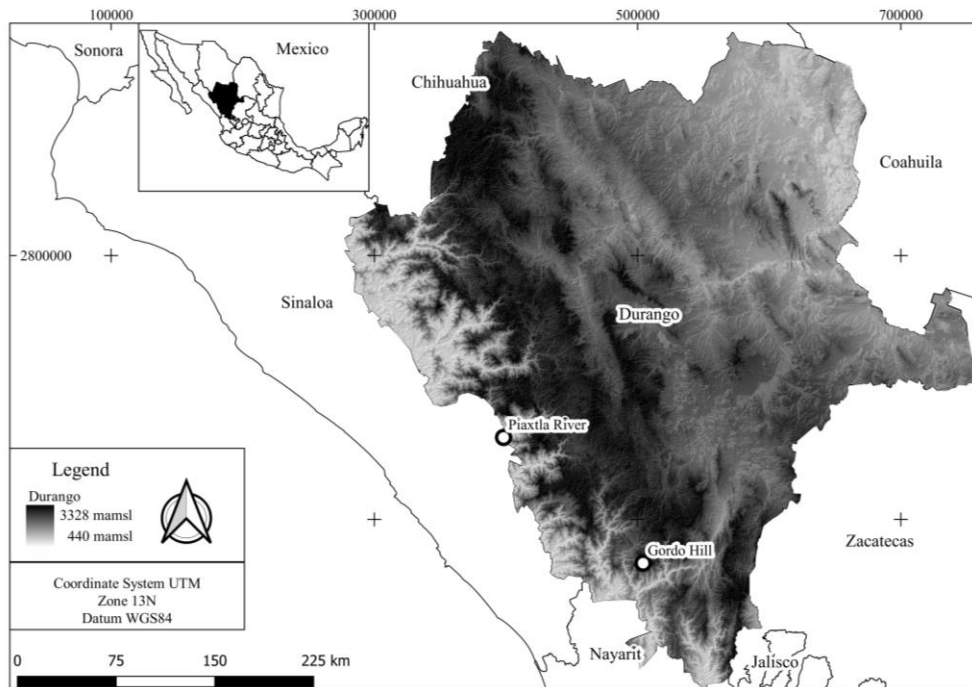 100000
300000
500000
700000
Sonora
Mexico
Chihuahua
Coahuila
2800000
Sinaloa
Durango
Piaxtla River
Legend
Durango
3328 mamsl
440 mamsl
Gordo Hill
Zacatecas
Coordinate System UTM
Zone 13N
Datum WGS84
Nayarit
Jalisco
0 75 150 225 km